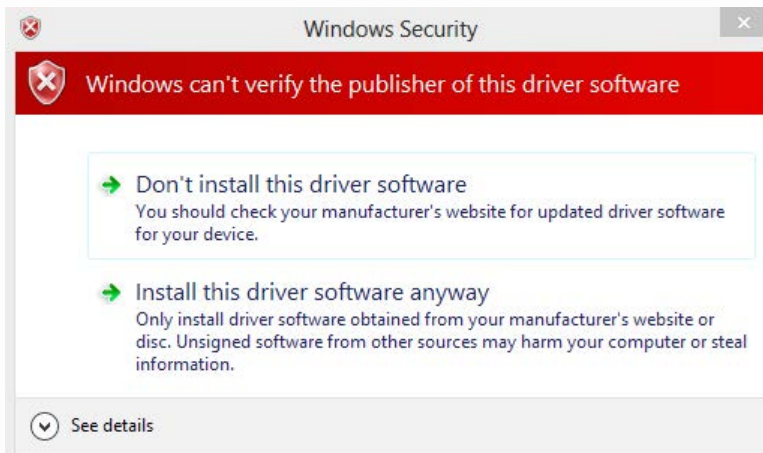 Windows Security
Windows can't verify the publisher of this driver software
Don't install this driver software
You should check your manufacturer's website for updated driver software
for your device.
Install this driver software anyway
Only install driver software obtained from your manufacturer's website or
disc. Unsigned software from other sources may harm your computer or steal
information.
See details